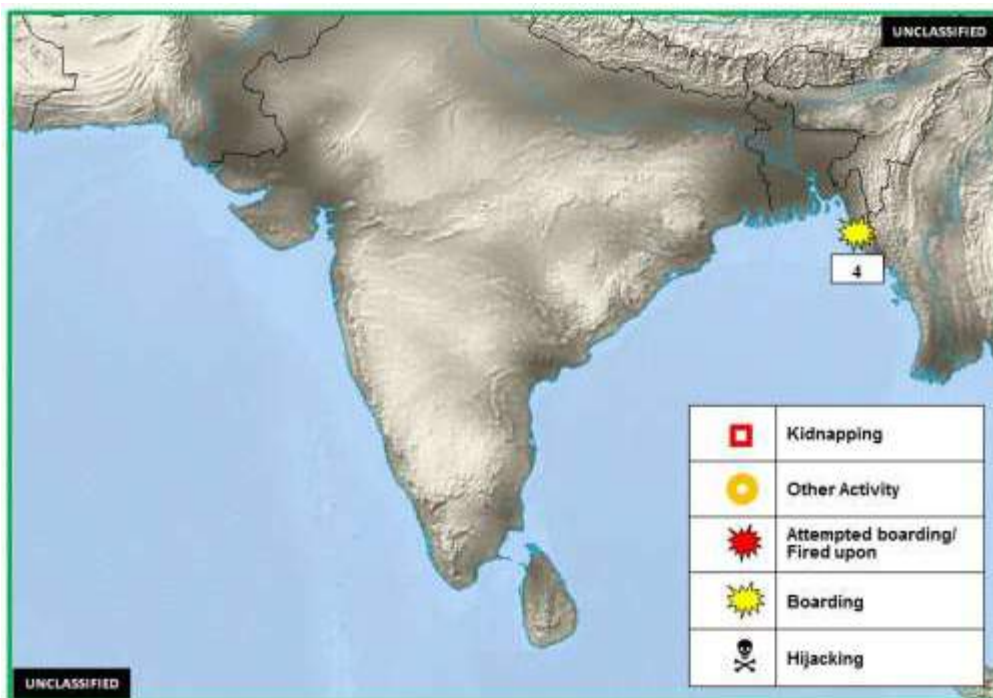 UNCLASSIFIED
4
Kidnapping
Other Activity
Attempted boarding/
Fired upon
Boarding
Hijacking
UNCLASSIFIED